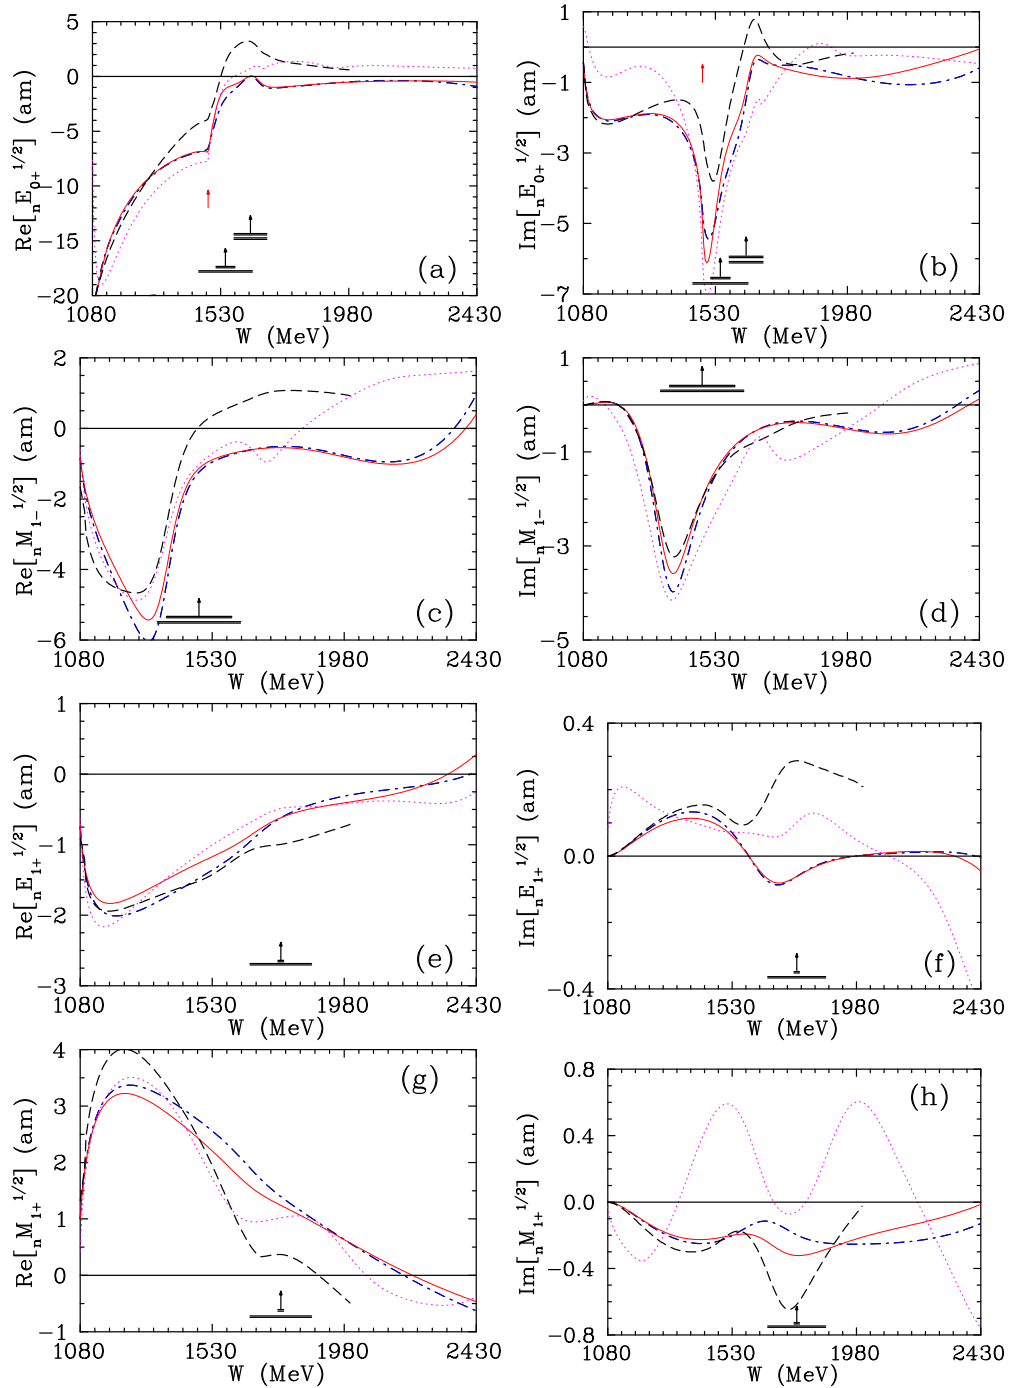 5
0
−5
−10
−15
−20
1080 1530 1980 2430
W (MeV)
Re[ₙE₀₊¹/²] (am)
(a)
1
−1
−3
−5
−7
1080 1530 1980 2430
W (MeV)
Im[ₙE₀₊¹/²] (am)
(b)
2
0
−2
−4
−6
1080 1530 1980 2430
W (MeV)
Re[ₙM₁₋¹/²] (am)
(c)
1
−1
−3
−5
1080 1530 1980 2430
W (MeV)
Im[ₙM₁₋¹/²] (am)
(d)
1
0
−1
−2
−3
1080 1530 1980 2430
W (MeV)
Re[ₙE₁₊¹/²] (am)
(e)
0.4
0.0
−0.4
1080 1530 1980 2430
W (MeV)
Im[ₙE₁₊¹/²] (am)
(f)
4
3
2
1
0
−1
1080 1530 1980 2430
W (MeV)
Re[ₙM₁₊¹/²] (am)
(g)
0.8
0.4
0.0
−0.4
−0.8
1080 1530 1980 2430
W (MeV)
Im[ₙM₁₊¹/²] (am)
(h)